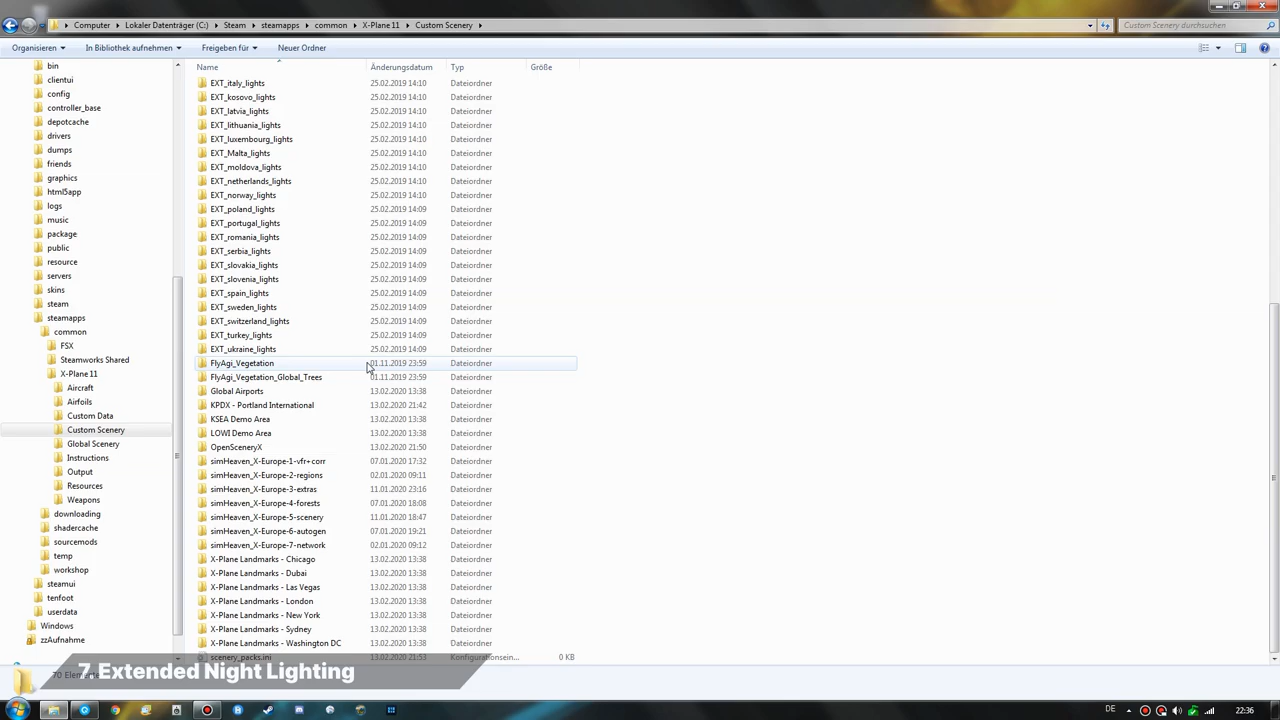 Computer ▸ Lokaler Datenträger (C:) ▸ Steam ▸ steamapps ▸ common ▸ X-Plane 11 ▸ Custom Scenery ▸
Custom Scenery durchsuchen
Organisieren ▾ In Bibliothek aufnehmen ▾ Freigeben für ▾ Neuer Ordner
bin
clientui
config
controller_base
depotcache
drivers
dumps
friends
graphics
html5app
logs
music
package
public
resource
servers
skins
steam
steamapps
common
FSX
Steamworks Shared
X-Plane 11
Aircraft
Airfoils
Custom Data
Custom Scenery
Global Scenery
Instructions
Output
Resources
Weapons
downloading
shadercache
sourcemods
temp
workshop
steamui
tenfoot
userdata
Windows
zzAufnahme
Name Änderungsdatum Typ Größe
EXT_italy_lights 25.02.2019 14:10 Dateiordner
EXT_kosovo_lights 25.02.2019 14:10 Dateiordner
EXT_latvia_lights 25.02.2019 14:10 Dateiordner
EXT_lithuania_lights 25.02.2019 14:10 Dateiordner
EXT_luxembourg_lights 25.02.2019 14:10 Dateiordner
EXT_Malta_lights 25.02.2019 14:10 Dateiordner
EXT_moldova_lights 25.02.2019 14:10 Dateiordner
EXT_netherlands_lights 25.02.2019 14:10 Dateiordner
EXT_norway_lights 25.02.2019 14:10 Dateiordner
EXT_poland_lights 25.02.2019 14:09 Dateiordner
EXT_portugal_lights 25.02.2019 14:09 Dateiordner
EXT_romania_lights 25.02.2019 14:09 Dateiordner
EXT_serbia_lights 25.02.2019 14:09 Dateiordner
EXT_slovakia_lights 25.02.2019 14:09 Dateiordner
EXT_slovenia_lights 25.02.2019 14:09 Dateiordner
EXT_spain_lights 25.02.2019 14:09 Dateiordner
EXT_sweden_lights 25.02.2019 14:09 Dateiordner
EXT_switzerland_lights 25.02.2019 14:09 Dateiordner
EXT_turkey_lights 25.02.2019 14:09 Dateiordner
EXT_ukraine_lights 25.02.2019 14:09 Dateiordner
FlyAgi_Vegetation 01.11.2019 23:59 Dateiordner
FlyAgi_Vegetation_Global_Trees 01.11.2019 23:59 Dateiordner
Global Airports 13.02.2020 13:38 Dateiordner
KPDX - Portland International 13.02.2020 21:42 Dateiordner
KSEA Demo Area 13.02.2020 13:38 Dateiordner
LOWI Demo Area 13.02.2020 13:38 Dateiordner
OpenSceneryX 13.02.2020 21:50 Dateiordner
simHeaven_X-Europe-1-vfr+corr 07.01.2020 17:32 Dateiordner
simHeaven_X-Europe-2-regions 02.01.2020 09:11 Dateiordner
simHeaven_X-Europe-3-extras 11.01.2020 23:16 Dateiordner
simHeaven_X-Europe-4-forests 07.01.2020 18:08 Dateiordner
simHeaven_X-Europe-5-scenery 11.01.2020 18:47 Dateiordner
simHeaven_X-Europe-6-autogen 07.01.2020 19:21 Dateiordner
simHeaven_X-Europe-7-network 02.01.2020 09:12 Dateiordner
X-Plane Landmarks - Chicago 13.02.2020 13:38 Dateiordner
X-Plane Landmarks - Dubai 13.02.2020 13:38 Dateiordner
X-Plane Landmarks - Las Vegas 13.02.2020 13:38 Dateiordner
X-Plane Landmarks - London 13.02.2020 13:38 Dateiordner
X-Plane Landmarks - New York 13.02.2020 13:38 Dateiordner
X-Plane Landmarks - Sydney 13.02.2020 13:38 Dateiordner
X-Plane Landmarks - Washington DC 13.02.2020 13:38 Dateiordner
scenery_packs.ini 13.02.2020 21:53 Konfigurationsein... 0 KB
7. Extended Night Lighting
70 Elemente
DE 22:36